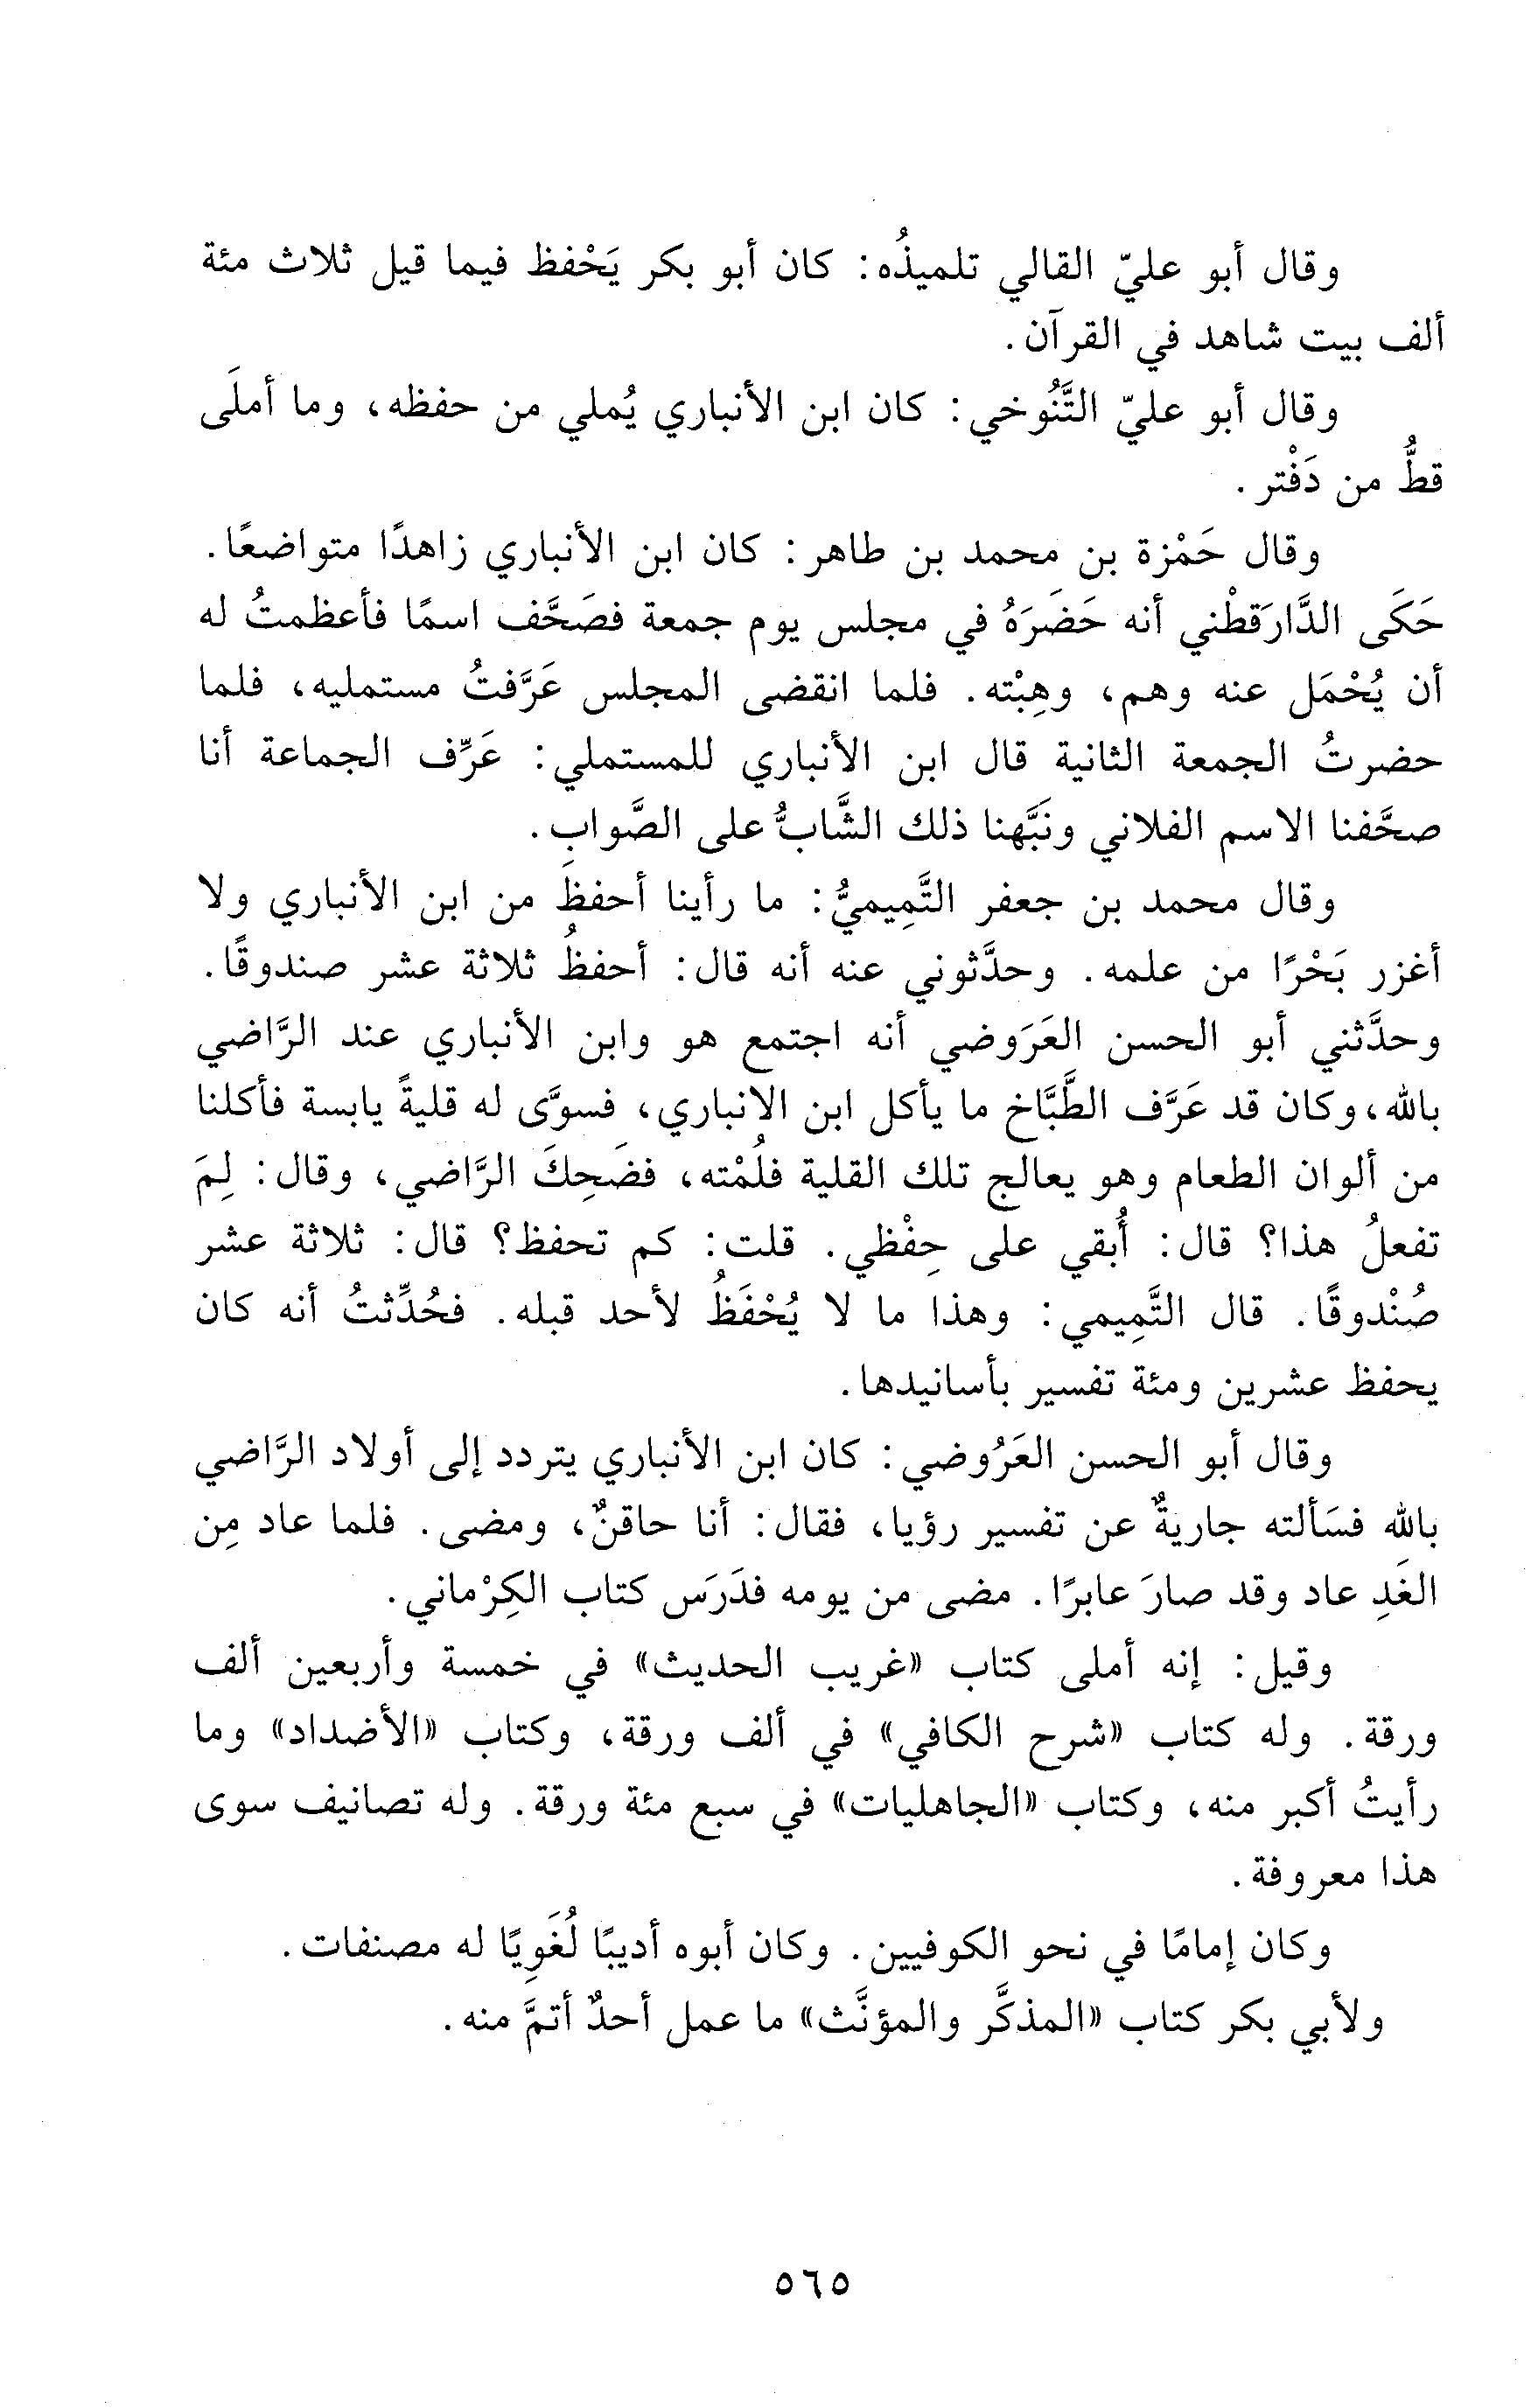 وقال أبو عليّ القالي تلميذُه: كان أبو بكر يَحْفظ فيما قيل ثلاث مئة
ألف بيت شاهد في القرآن.
وقال أبو عليّ التَّنُوخي: كان ابن الأنباري يُملي من حفظه، وما أملَى
قطُّ من دَفْتر.
وقال حَمْزة بن محمد بن طاهر: كان ابن الأنباري زاهدًا متواضعًا.
حَكَى الدَّارَقطْني أنه حَضَرَهُ في مجلس يوم جمعة فصَحَّف اسمًا فأعظمتُ له
أن يُحْمَل عنه وهم، وهِبْته. فلما انقضى المجلس عَرَّفتُ مستمليه، فلما
حضرتُ الجمعة الثانية قال ابن الأنباري للمستملي: عَرِّف الجماعة أنا
صحَّفنا الاسم الفلاني ونَبَّهنا ذلك الشَّابُّ على الصَّواب.
وقال محمد بن جعفر التَّمِيميُّ: ما رأينا أحفظَ من ابن الأنباري ولا
أغزر بَحْرًا من علمه. وحدَّثوني عنه أنه قال: أحفظُ ثلاثة عشر صندوقًا.
وحدَّثني أبو الحسن العَرَوضي أنه اجتمع هو وابن الأنباري عند الرَّاضي
بالله، وكان قد عَرَّف الطَّبَّاخ ما يأكل ابن الانباري، فسوَّى له قليةً يابسة فأكلنا
من ألوان الطعام وهو يعالج تلك القلية فلُمْته، فضَحِكَ الرَّاضي، وقال: لِمَ
تفعلُ هذا؟ قال: أُبقي على حِفْظي. قلت: كم تحفظ؟ قال: ثلاثة عشر
صُنْدوقًا. قال التَّمِيمي: وهذا ما لا يُحْفَظُ لأحد قبله. فحُدِّثتُ أنه كان
يحفظ عشرين ومئة تفسير بأسانيدها.
وقال أبو الحسن العَرُوضي: كان ابن الأنباري يتردد إلى أولاد الرَّاضي
بالله فسَألته جاريةٌ عن تفسير رؤيا، فقال: أنا حاقنٌ، ومضى. فلما عاد مِن
الغَدِ عاد وقد صارَ عابرًا. مضى من يومه فدَرَس كتاب الكِرْماني.
وقيل: إنه أملى كتاب «غريب الحديث» في خمسة وأربعين ألف
ورقة. وله كتاب «شرح الكافي» في ألف ورقة، وكتاب «الأضداد» وما
رأيتُ أكبر منه، وكتاب «الجاهليات» في سبع مئة ورقة. وله تصانيف سوى
هذا معروفة.
وكان إمامًا في نحو الكوفيين. وكان أبوه أديبًا لُغَوِيًا له مصنفات.
ولأبي بكر كتاب «المذكَّر والمؤنَّث» ما عمل أحدٌ أتمَّ منه.
٥٦٥